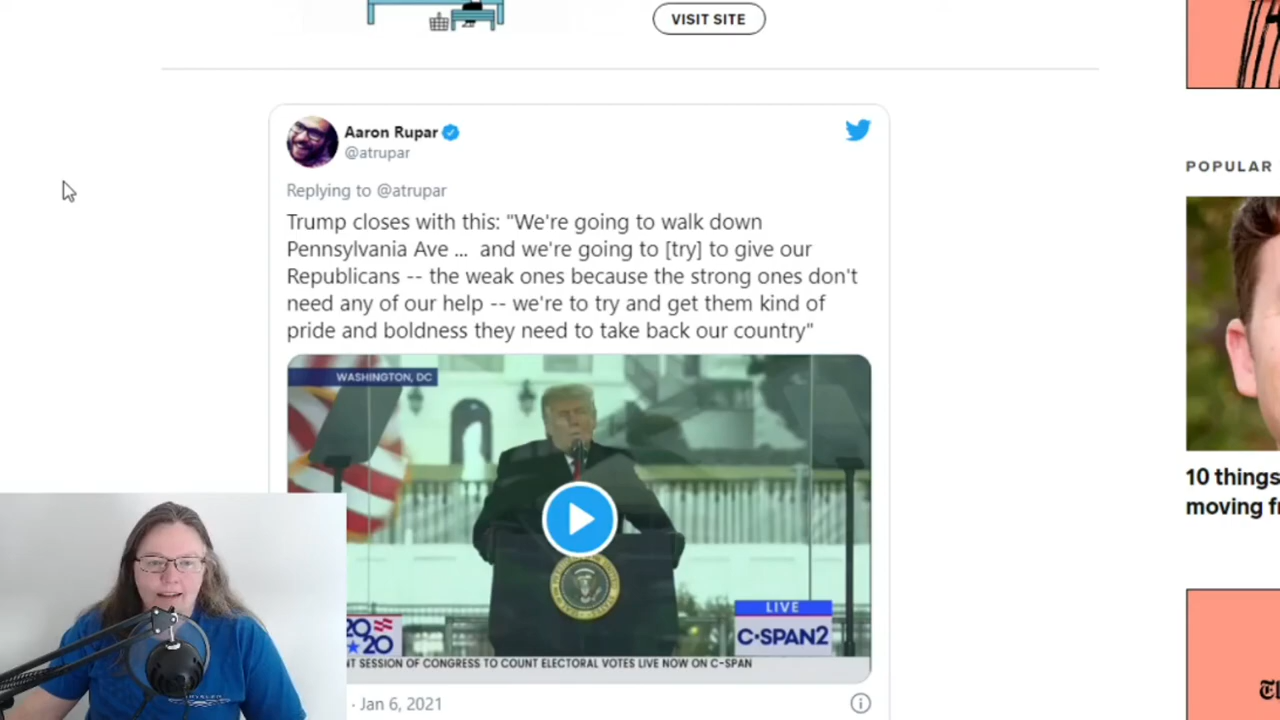 VISIT SITE
Aaron Rupar
@atrupar
Replying to @atrupar
Trump closes with this: "We're going to walk down
Pennsylvania Ave ... and we're going to [try] to give our
Republicans -- the weak ones because the strong ones don't
need any of our help -- we're to try and get them kind of
pride and boldness they need to take back our country"
WASHINGTON, DC
LIVE
C·SPAN2
20
20
T SESSION OF CONGRESS TO COUNT ELECTORAL VOTES LIVE NOW ON C-SPAN
· Jan 6, 2021
POPULAR
10 things
moving fr